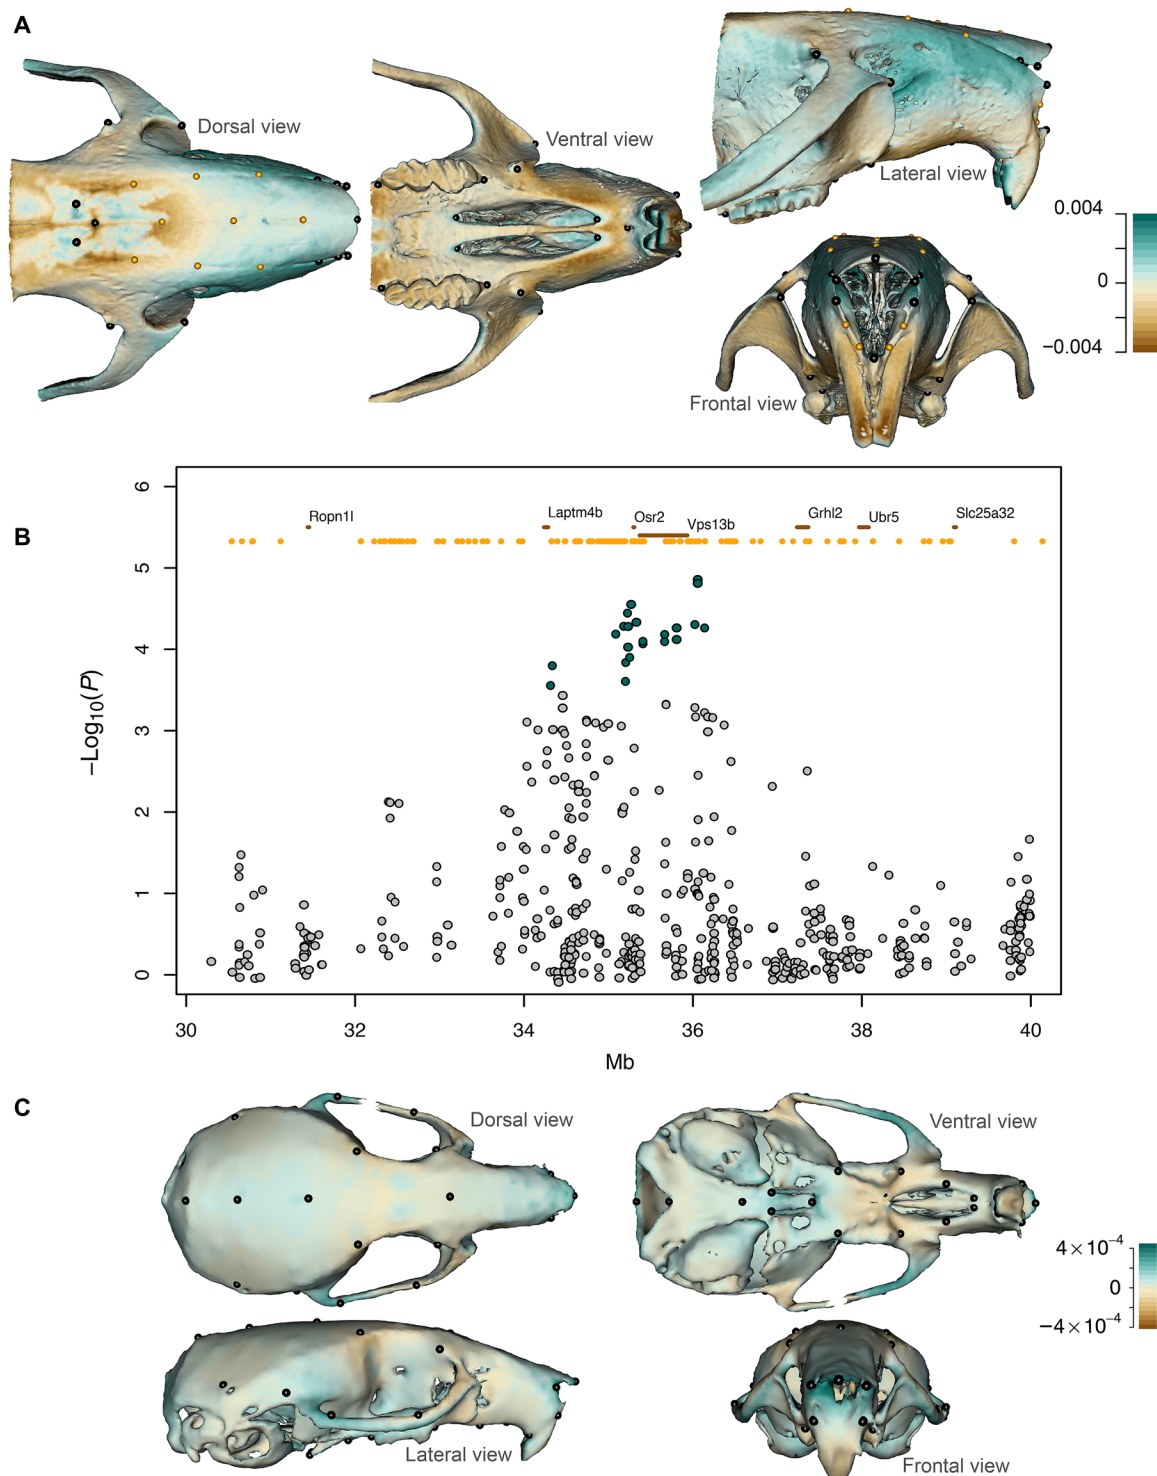 A
Dorsal view
Ventral view
Lateral view
Frontal view
0.004
0
−0.004
B
Ropn1l
Laptm4b
Osr2
Vps13b
Grhl2
Ubr5
Slc25a32
6
5
4
3
2
1
0
−Log10(P)
30
32
34
36
38
40
Mb
C
Dorsal view
Ventral view
Lateral view
Frontal view
4×10−4
0
−4×10−4